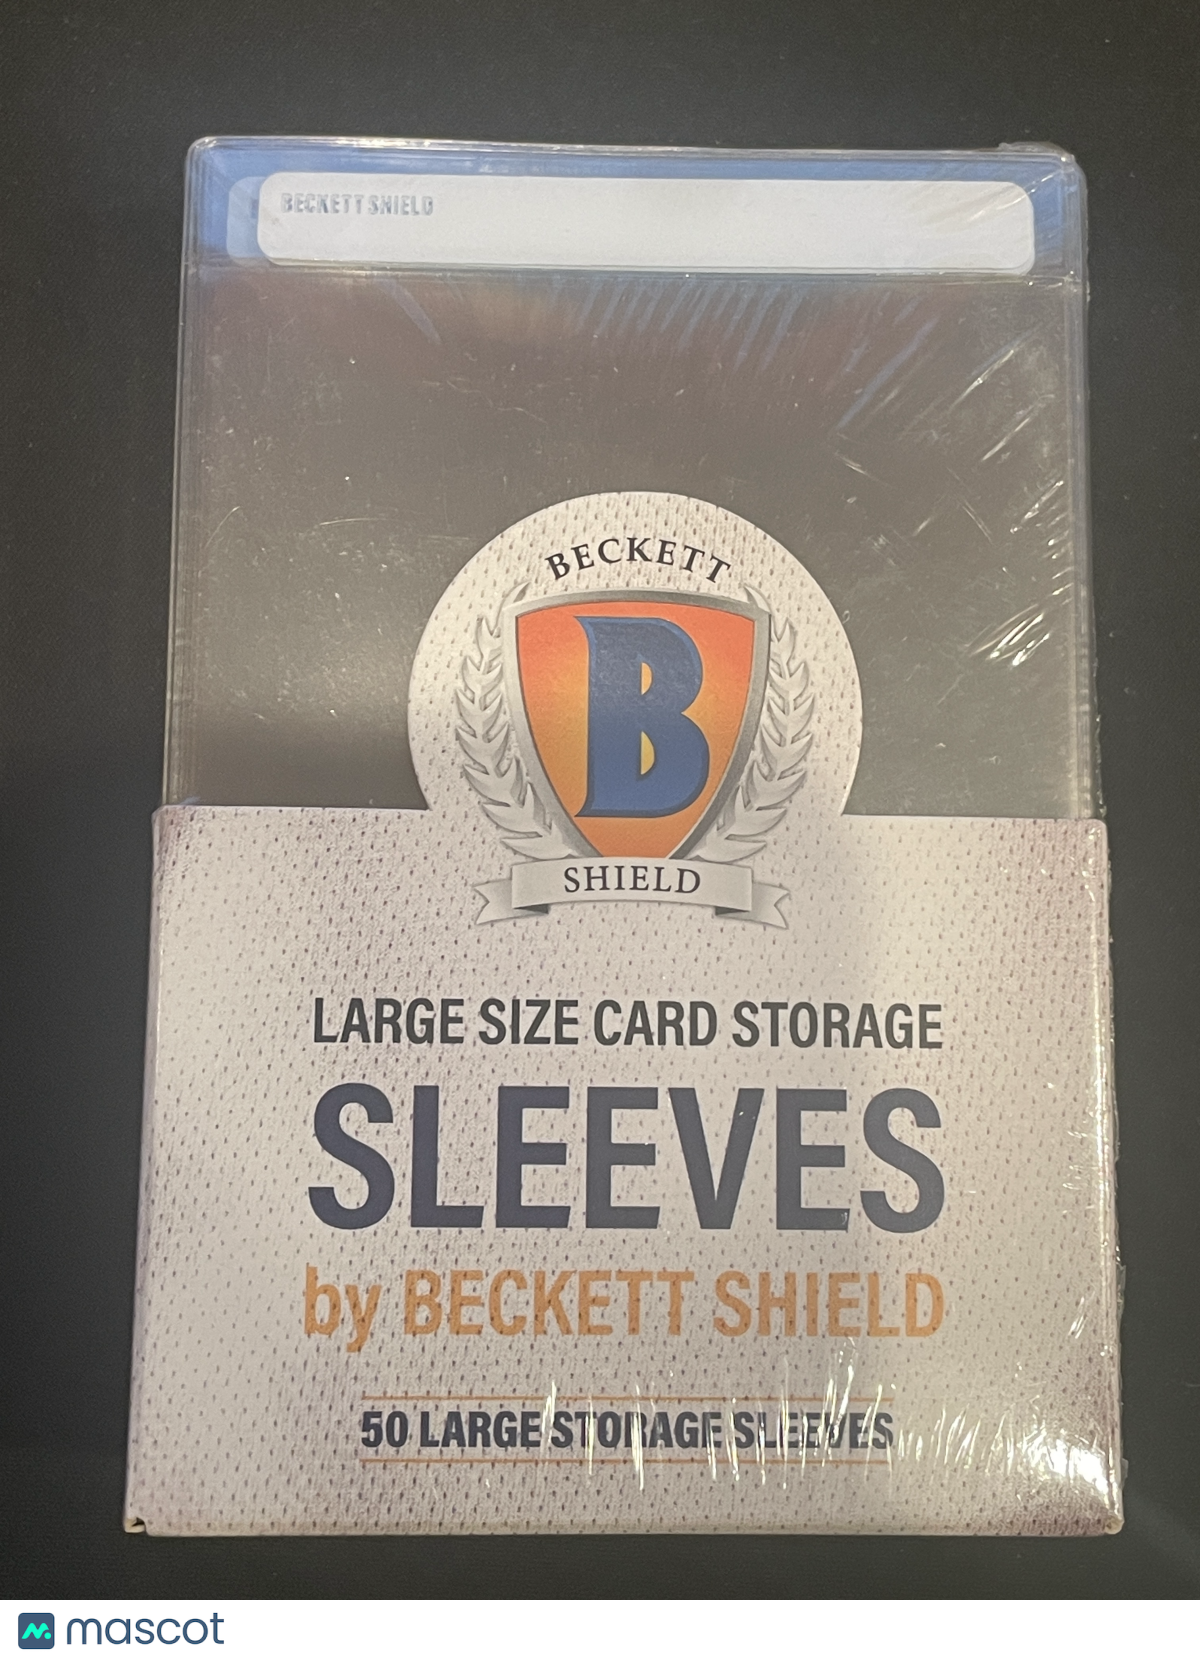 BECKETT SHIELD
BECKETT
B
SHIELD
LARGE SIZE CARD STORAGE
SLEEVES
by BECKETT SHIELD
50 LARGE STORAGE SLEEVES
mascot